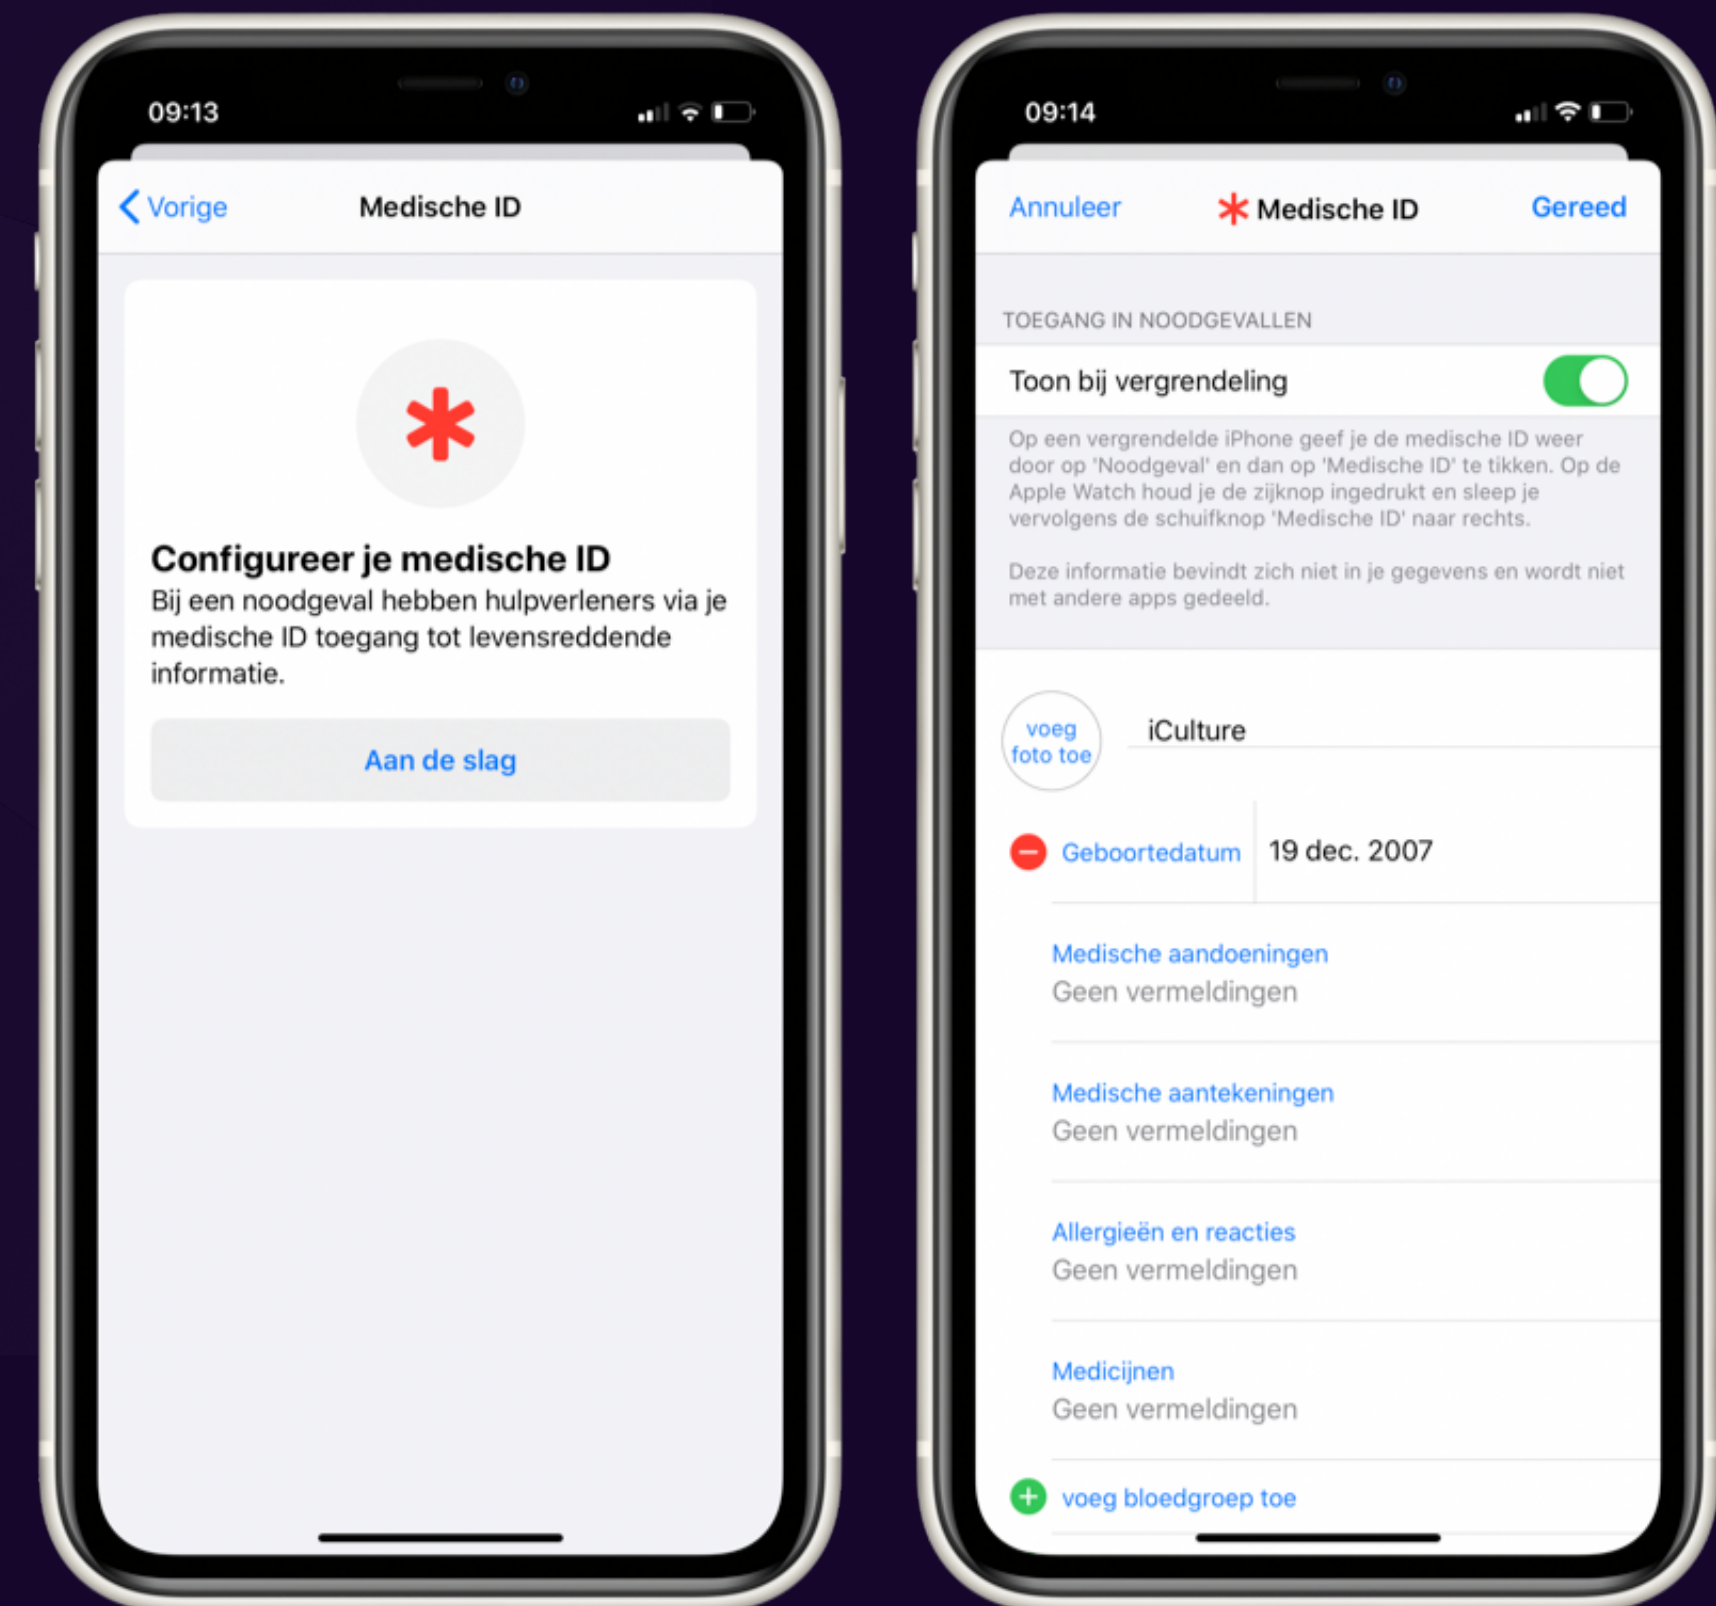 09:13
Vorige
Medische ID
Configureer je medische ID
Bij een noodgeval hebben hulpverleners via je
medische ID toegang tot levensreddende
informatie.
Aan de slag
09:14
Annuleer
Medische ID
Gereed
TOEGANG IN NOODGEVALLEN
Toon bij vergrendeling
Op een vergrendelde iPhone geef je de medische ID weer
door op 'Noodgeval' en dan op 'Medische ID' te tikken. Op de
Apple Watch houd je de zijknop ingedrukt en sleep je
vervolgens de schuifknop 'Medische ID' naar rechts.
Deze informatie bevindt zich niet in je gegevens en wordt niet
met andere apps gedeeld.
voeg
foto toe
iCulture
Geboortedatum
19 dec. 2007
Medische aandoeningen
Geen vermeldingen
Medische aantekeningen
Geen vermeldingen
Allergieën en reacties
Geen vermeldingen
Medicijnen
Geen vermeldingen
voeg bloedgroep toe